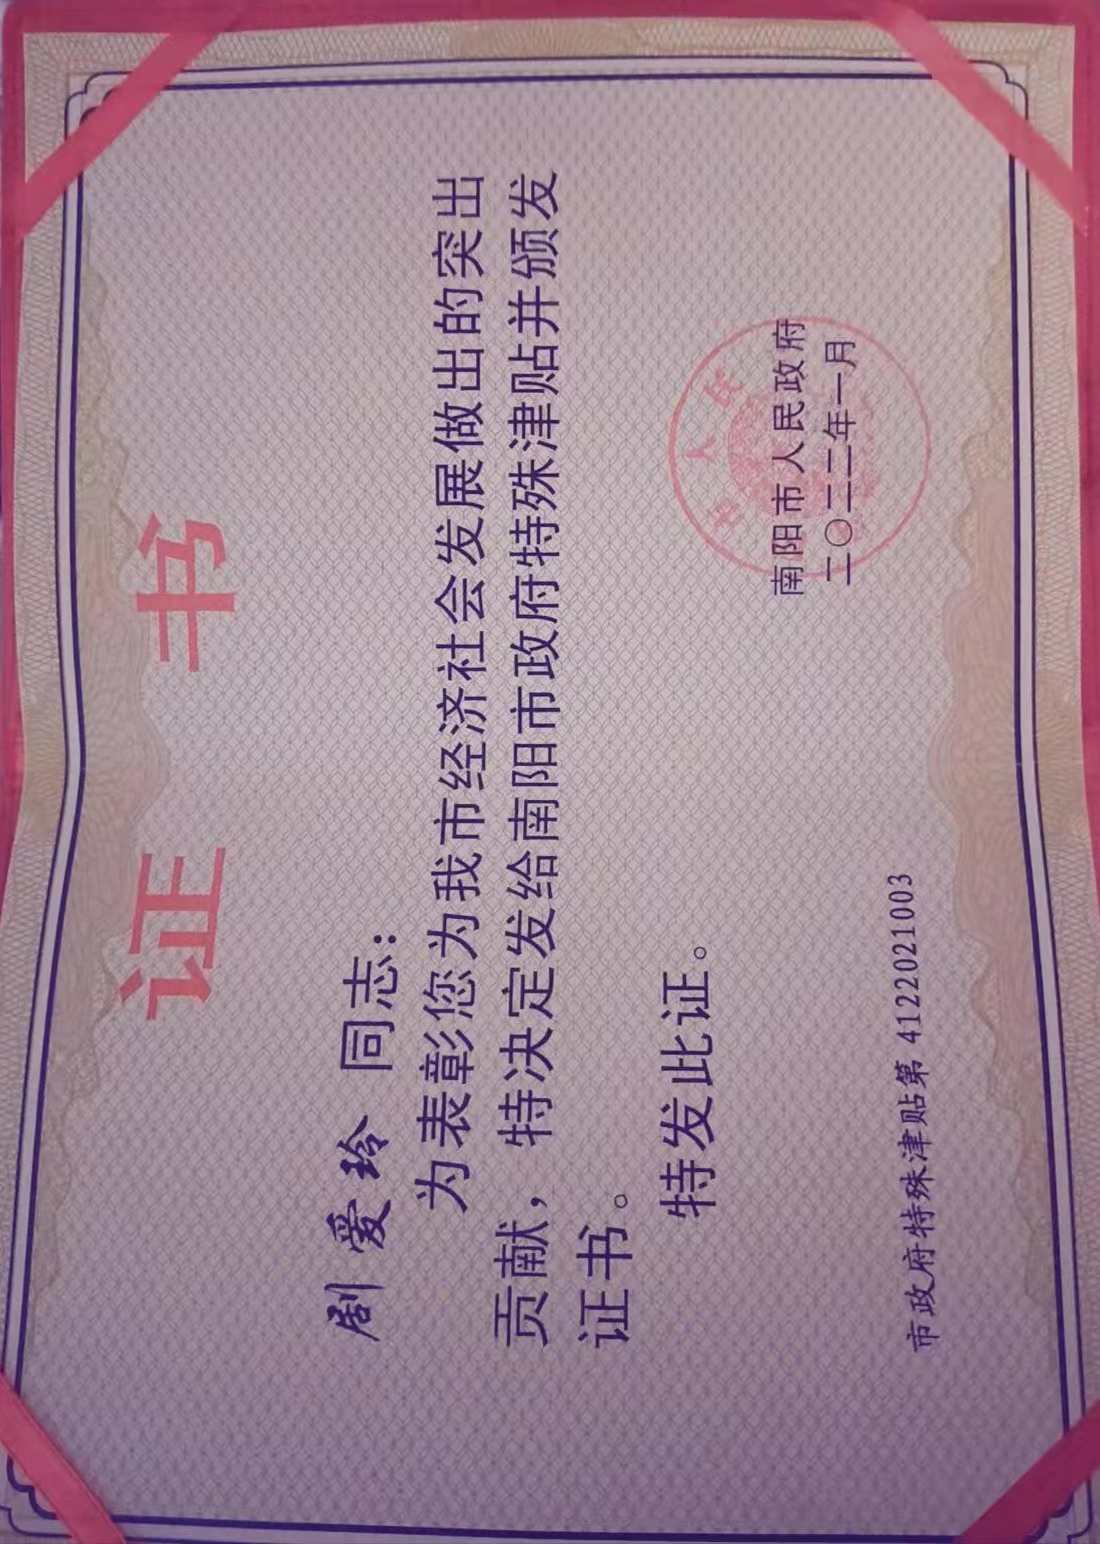 证书
剧爱玲 同志：
为表彰您为我市经济社会发展做出的突出
贡献，特决定发给南阳市政府特殊津贴并颁发
证书。
特发此证。
市人民
南阳市人民政府
二〇二二年一月
市政府特殊津贴第 4122021003